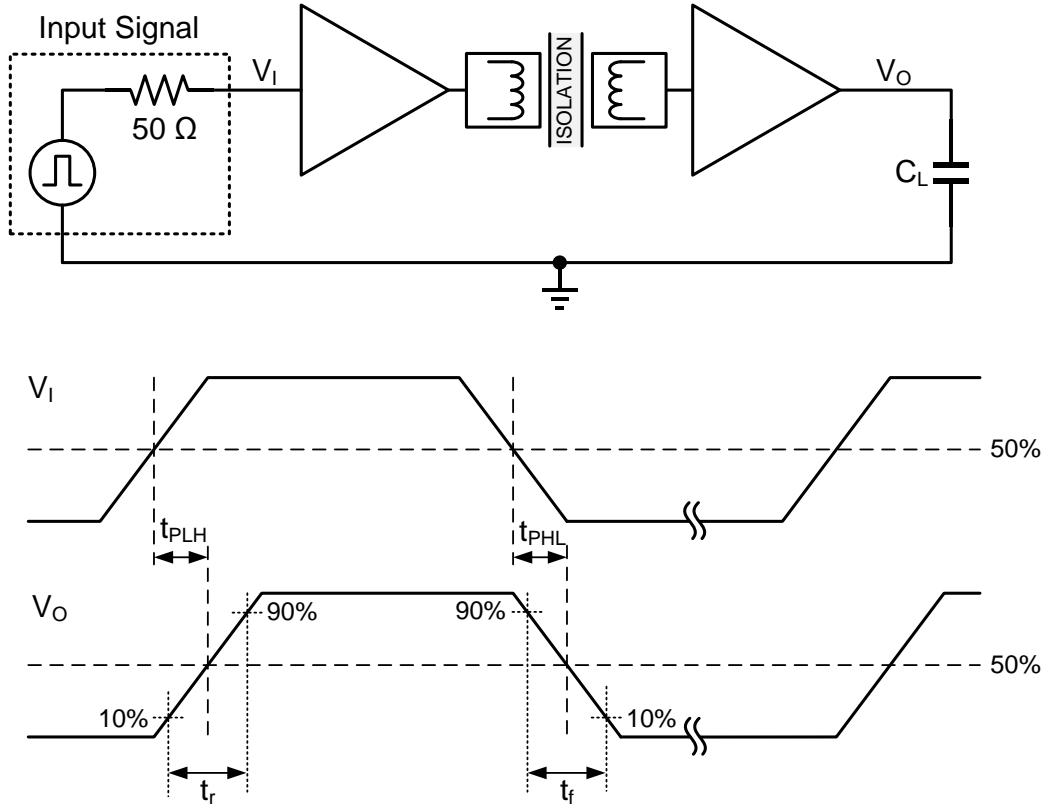 Input Signal
V_I
50 Ω
ISOLATION
V_O
C_L
V_I
50%
t_PLH
t_PHL
V_O
90%
90%
50%
10%
10%
t_r
t_f